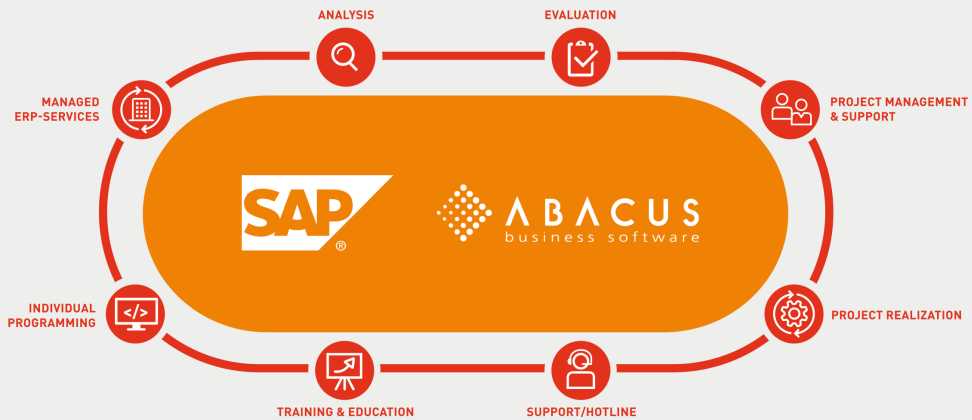 ANALYSIS
EVALUATION
MANAGED
ERP-SERVICES
PROJECT MANAGEMENT
& SUPPORT
SAP
®
ABACUS
business software
INDIVIDUAL
PROGRAMMING
</>
PROJECT REALIZATION
TRAINING & EDUCATION
SUPPORT/HOTLINE